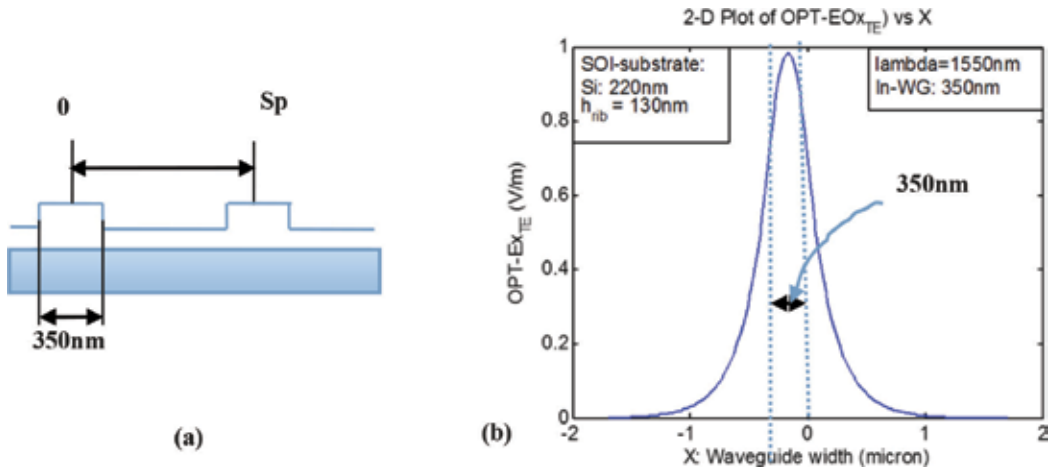 0
Sp
350nm
(a)
(b)
2-D Plot of OPT-EOx_TE) vs X
SOI-substrate:
Si: 220nm
h_rib = 130nm
lambda=1550nm
In-WG: 350nm
350nm
OPT-Ex_TE (V/m)
1
0.8
0.6
0.4
0.2
0
-2
-1
0
1
2
X: Waveguide width (micron)